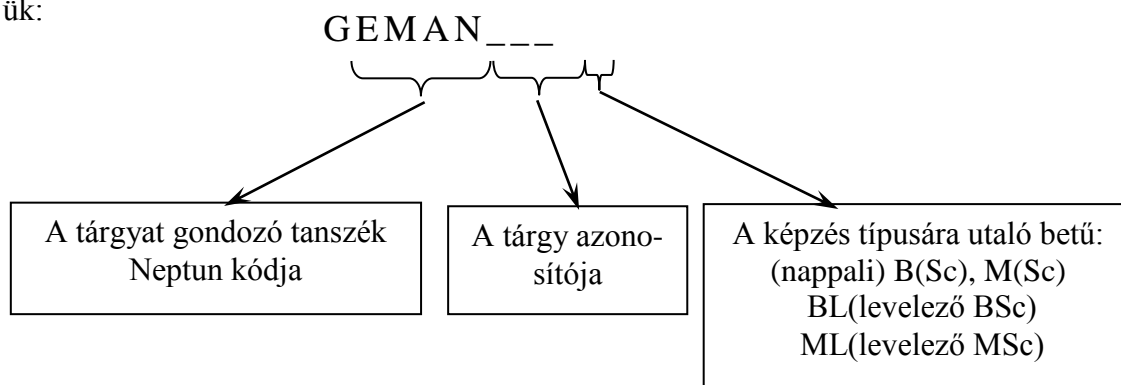 ük:
GEMAN_ _ _
A tárgyat gondozó tanszék
Neptun kódja
A tárgy azono-
sítója
A képzés típusára utaló betű:
(nappali) B(Sc), M(Sc)
BL(levelező BSc)
ML(levelező MSc)